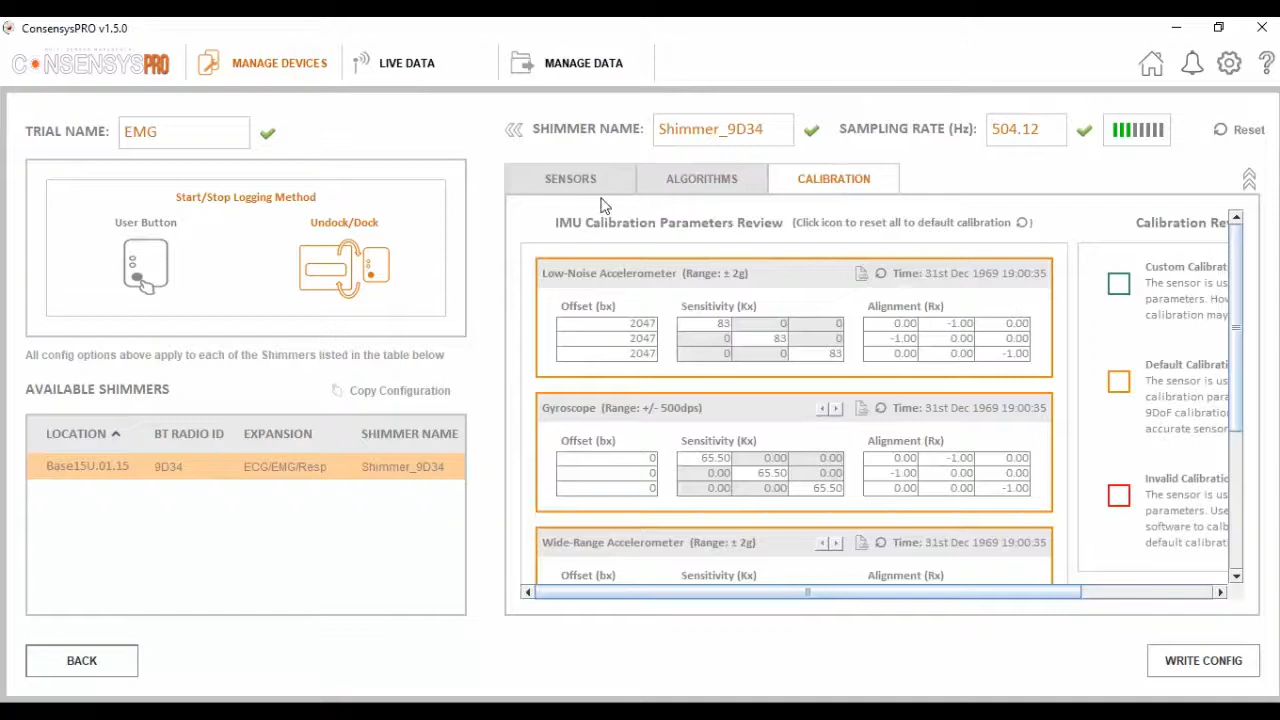 ConsensysPRO v1.5.0
CONSENSYSPRO
MANAGE DEVICES
LIVE DATA
MANAGE DATA
TRIAL NAME: EMG
Start/Stop Logging Method
User Button
Undock/Dock
All config options above apply to each of the Shimmers listed in the table below
AVAILABLE SHIMMERS
Copy Configuration
LOCATION BT RADIO ID EXPANSION SHIMMER NAME
Base15U.01.15 9D34 ECG/EMG/Resp Shimmer_9D34
BACK
SHIMMER NAME: Shimmer_9D34 SAMPLING RATE (Hz): 504.12 Reset
SENSORS ALGORITHMS CALIBRATION
IMU Calibration Parameters Review (Click icon to reset all to default calibration )
Low-Noise Accelerometer (Range: ± 2g) Time: 31st Dec 1969 19:00:35
Offset (bx) Sensitivity (Kx) Alignment (Rx)
2047 83 0 0 0.00 -1.00 0.00
2047 0 83 0 -1.00 0.00 0.00
2047 0 0 83 0.00 0.00 -1.00
Gyroscope (Range: +/- 500dps) Time: 31st Dec 1969 19:00:35
Offset (bx) Sensitivity (Kx) Alignment (Rx)
0 65.50 0.00 0.00 0.00 -1.00 0.00
0 0.00 65.50 0.00 -1.00 0.00 0.00
0 0.00 0.00 65.50 0.00 0.00 -1.00
Wide-Range Accelerometer (Range: ± 2g) Time: 31st Dec 1969 19:00:35
Offset (bx) Sensitivity (Kx) Alignment (Rx)
Calibration Re
Custom Calibrat
The sensor is us
parameters. How
calibration may
Default Calibrati
The sensor is us
calibration para
9DoF calibration
accurate sensor
Invalid Calibratic
The sensor is us
parameters. Use
software to calib
default calibrat
WRITE CONFIG